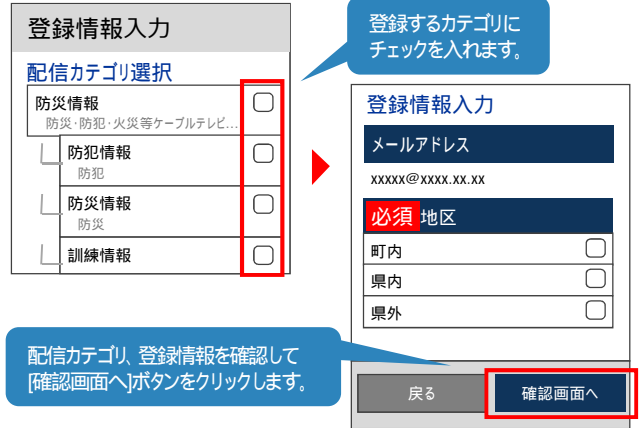 登録情報入力
配信カテゴリ選択
防災情報
防災・防犯・火災等ケーブルテレビ...
防犯情報
防犯
防災情報
防災
訓練情報
登録するカテゴリに
チェックを入れます。
登録情報入力
メールアドレス
xxxxx@xxxx.xx.xx
必須 地区
町内
県内
県外
配信カテゴリ、登録情報を確認して
[確認画面へ]ボタンをクリックします。
戻る
確認画面へ